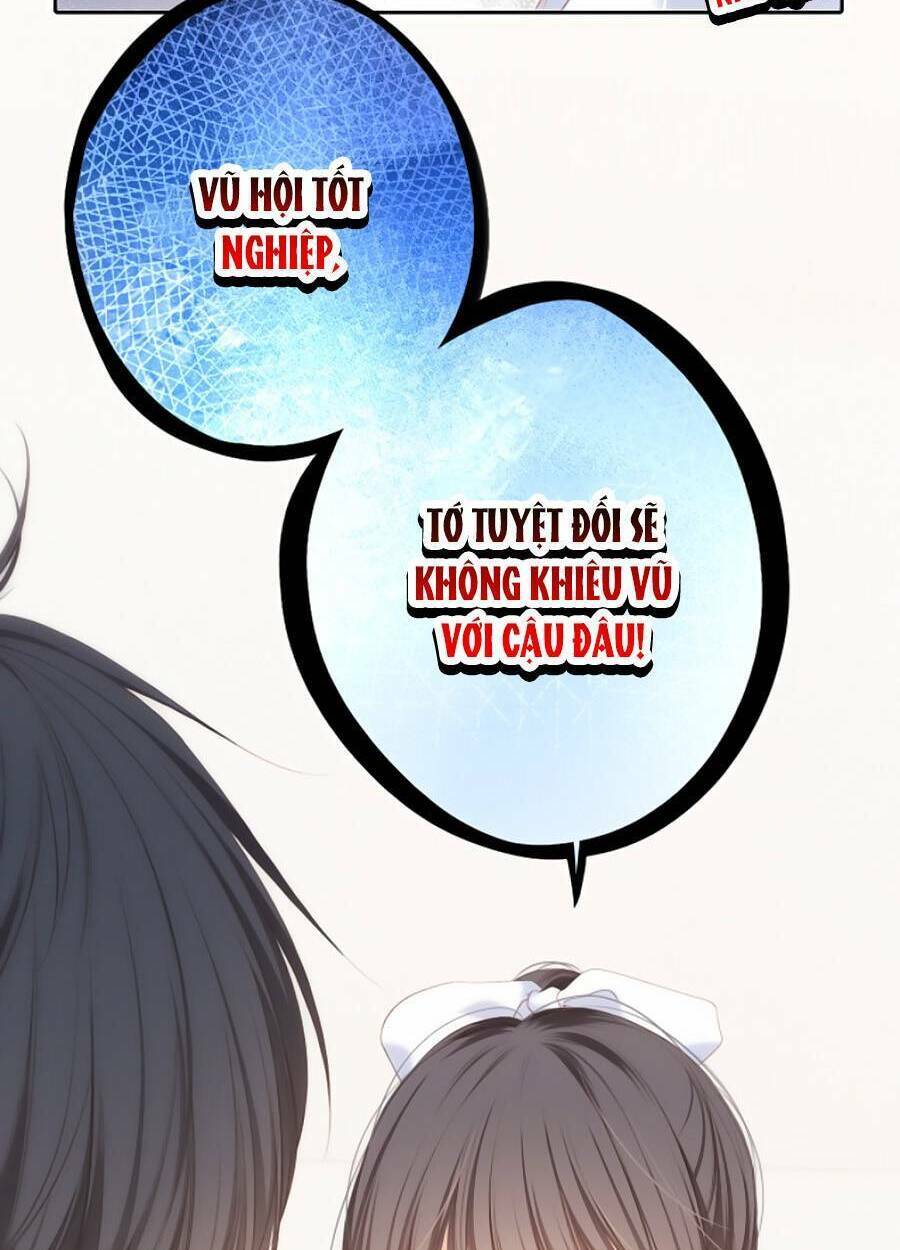 VŨ HỘI TỐT
NGHIỆP,
TỚ TUYỆT ĐỐI SẼ
KHÔNG KHIÊU VŨ
VỚI CẬU ĐÂU!